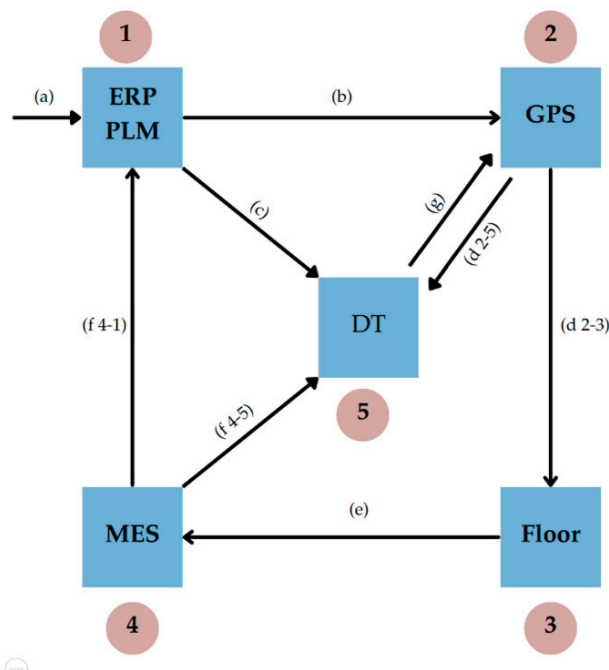 1
2
(a)
ERP
PLM
(b)
GPS
(c)
(g)
(d 2-5)
(f 4-1)
DT
(d 2-3)
(f 4-5)
5
MES
(e)
Floor
4
3